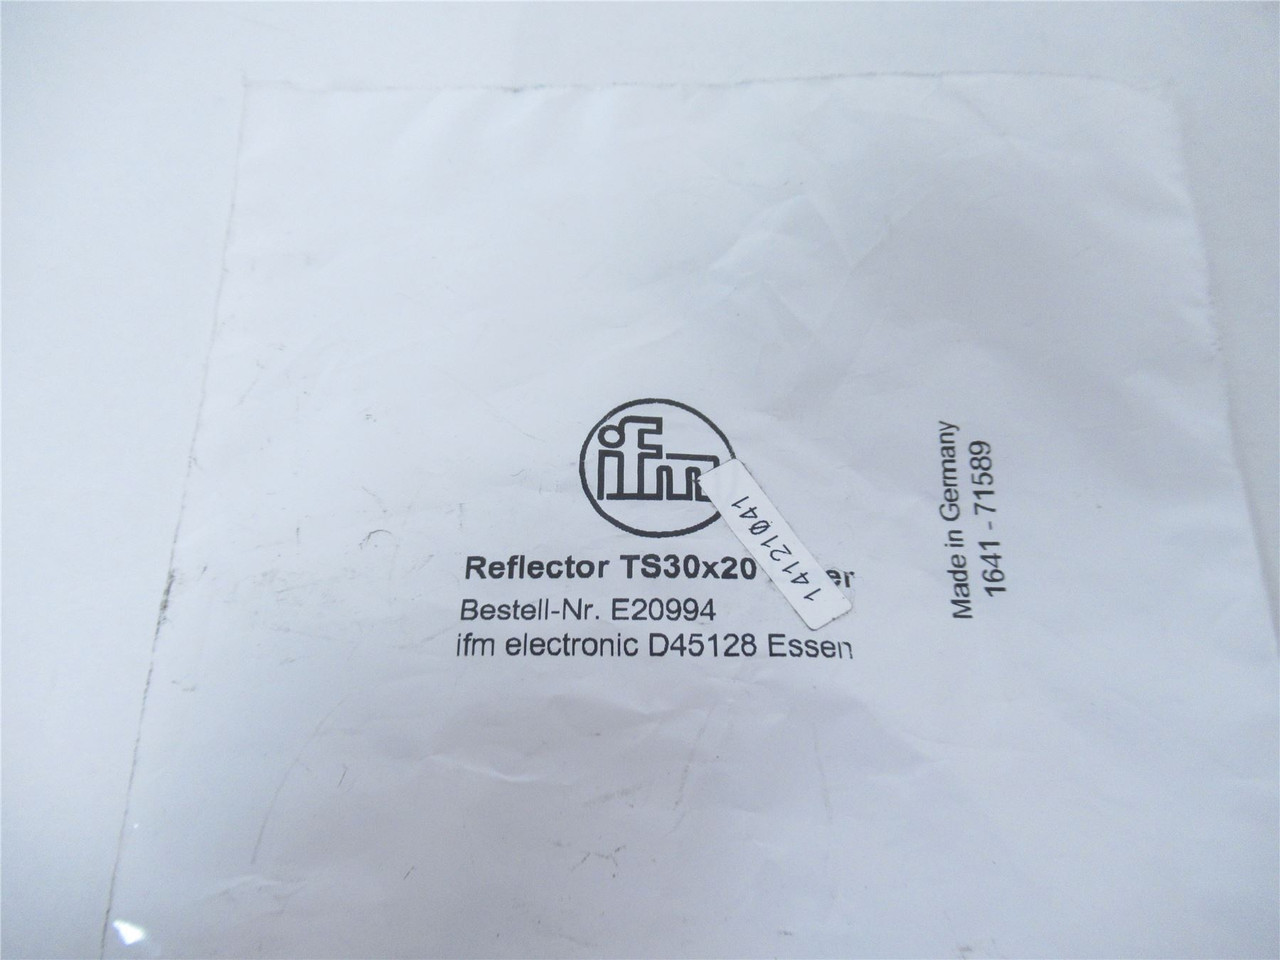 ifm
Reflector TS30x20
Bestell-Nr. E20994
ifm electronic D45128 Essen
14121041
Made in Germany
1641 - 71589